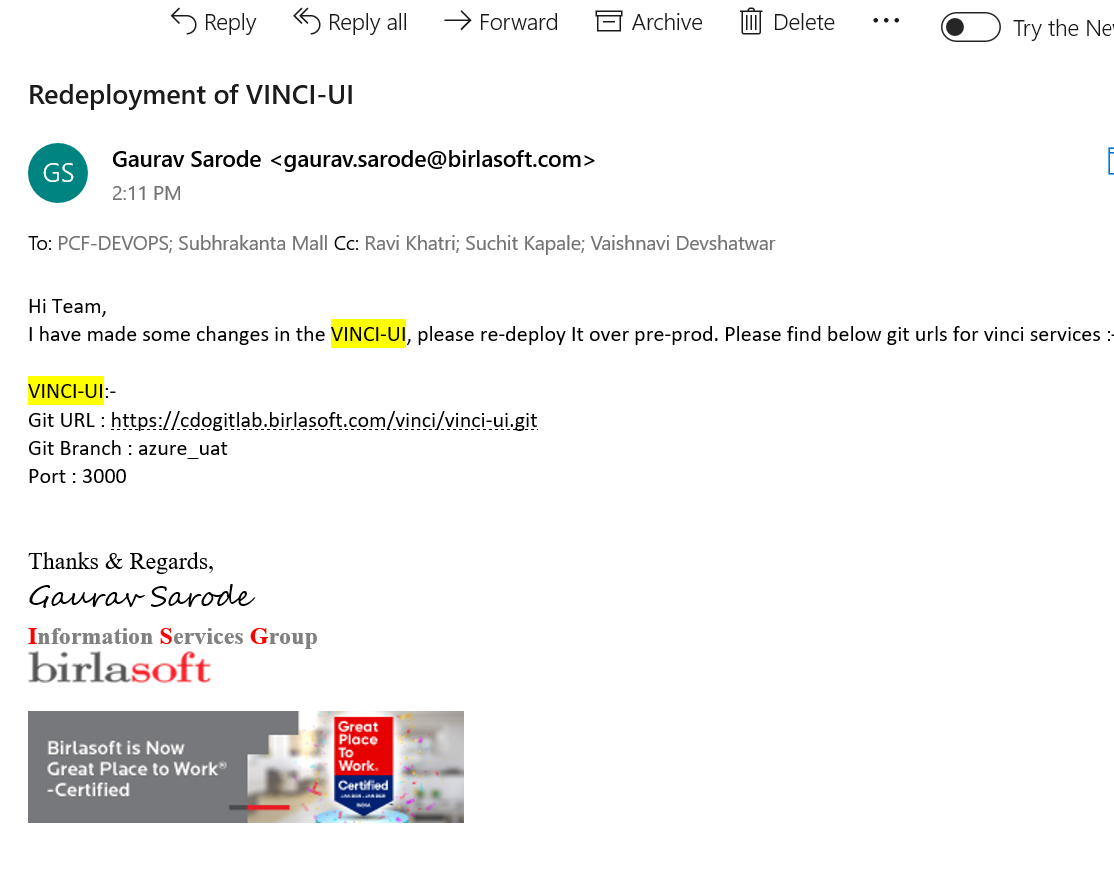 Reply Reply all Forward Archive Delete ··· Try the Ne
Redeployment of VINCI-UI
GS
Gaurav Sarode <gaurav.sarode@birlasoft.com>
2:11 PM
To: PCF-DEVOPS; Subhrakanta Mall Cc: Ravi Khatri; Suchit Kapale; Vaishnavi Devshatwar
Hi Team,
I have made some changes in the VINCI-UI, please re-deploy It over pre-prod. Please find below git urls for vinci services :-
VINCI-UI:-
Git URL : https://cdogitlab.birlasoft.com/vinci/vinci-ui.git
Git Branch : azure_uat
Port : 3000
Thanks & Regards,
Gaurav Sarode
Information Services Group
birlasoft
Birlasoft is Now
Great Place to Work®
-Certified
Great
Place
To
Work.
Certified
INDIA